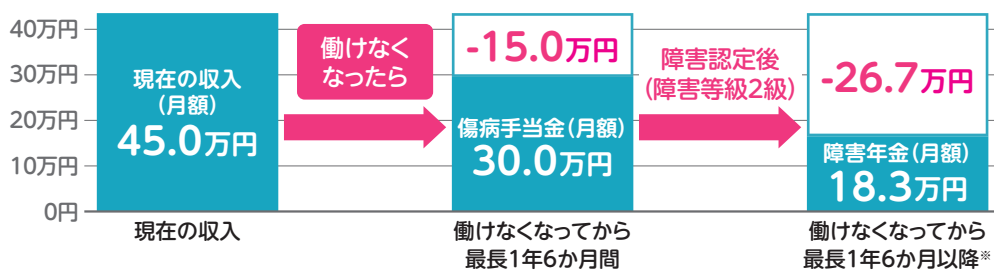 40万円
30万円
20万円
10万円
0円
現在の収入
(月額)
45.0万円
現在の収入
働けなく
なったら
-15.0万円
傷病手当金(月額)
30.0万円
働けなくなってから
最長1年6か月間
障害認定後
(障害等級2級)
-26.7万円
障害年金(月額)
18.3万円
働けなくなってから
最長1年6か月以降※